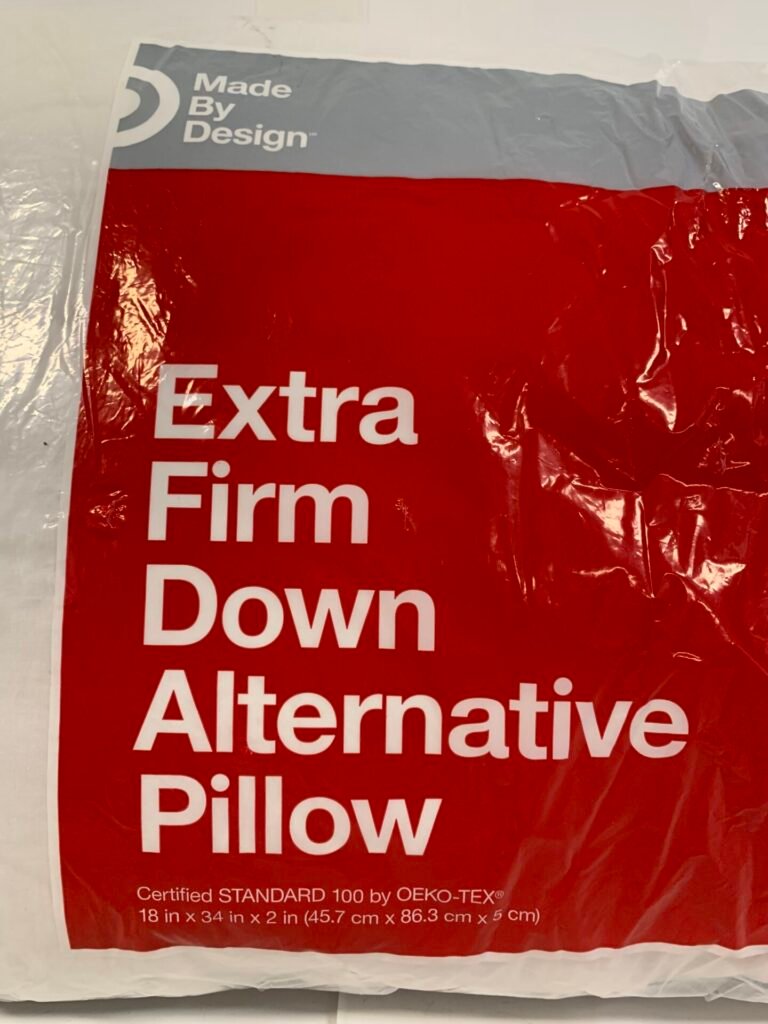 Made
By
Design℠
Extra
Firm
Down
Alternative
Pillow
Certified STANDARD 100 by OEKO-TEX®
18 in x 34 in x 2 in (45.7 cm x 86.3 cm x 5 cm)